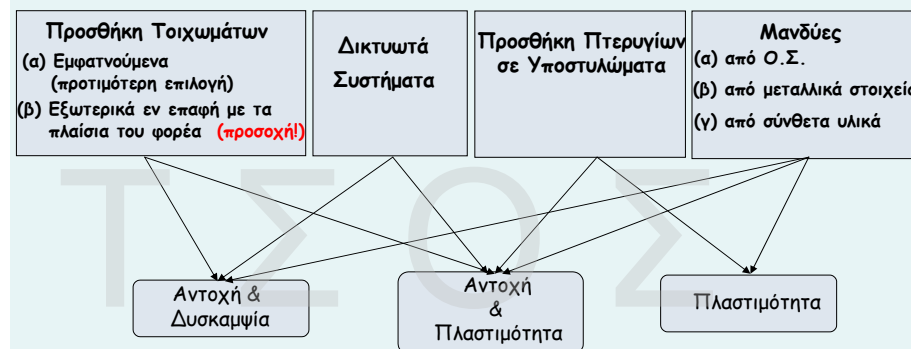 Προσθήκη Τοιχωμάτων
(α) Εμφατνούμενα
(προτιμότερη επιλογή)
(β) Εξωτερικά εν επαφή με τα
πλαίσια του φορέα (προσοχή!)
Δικτυωτά
Συστήματα
Προσθήκη Πτερυγίων
σε Υποστυλώματα
Μανδύες
(α) από Ο.Σ.
(β) από μεταλλικά στοιχεία
(γ) από σύνθετα υλικά
ΤΣΟΣ
Αντοχή &
Δυσκαμψία
Αντοχή
&
Πλαστιμότητα
Πλαστιμότητα